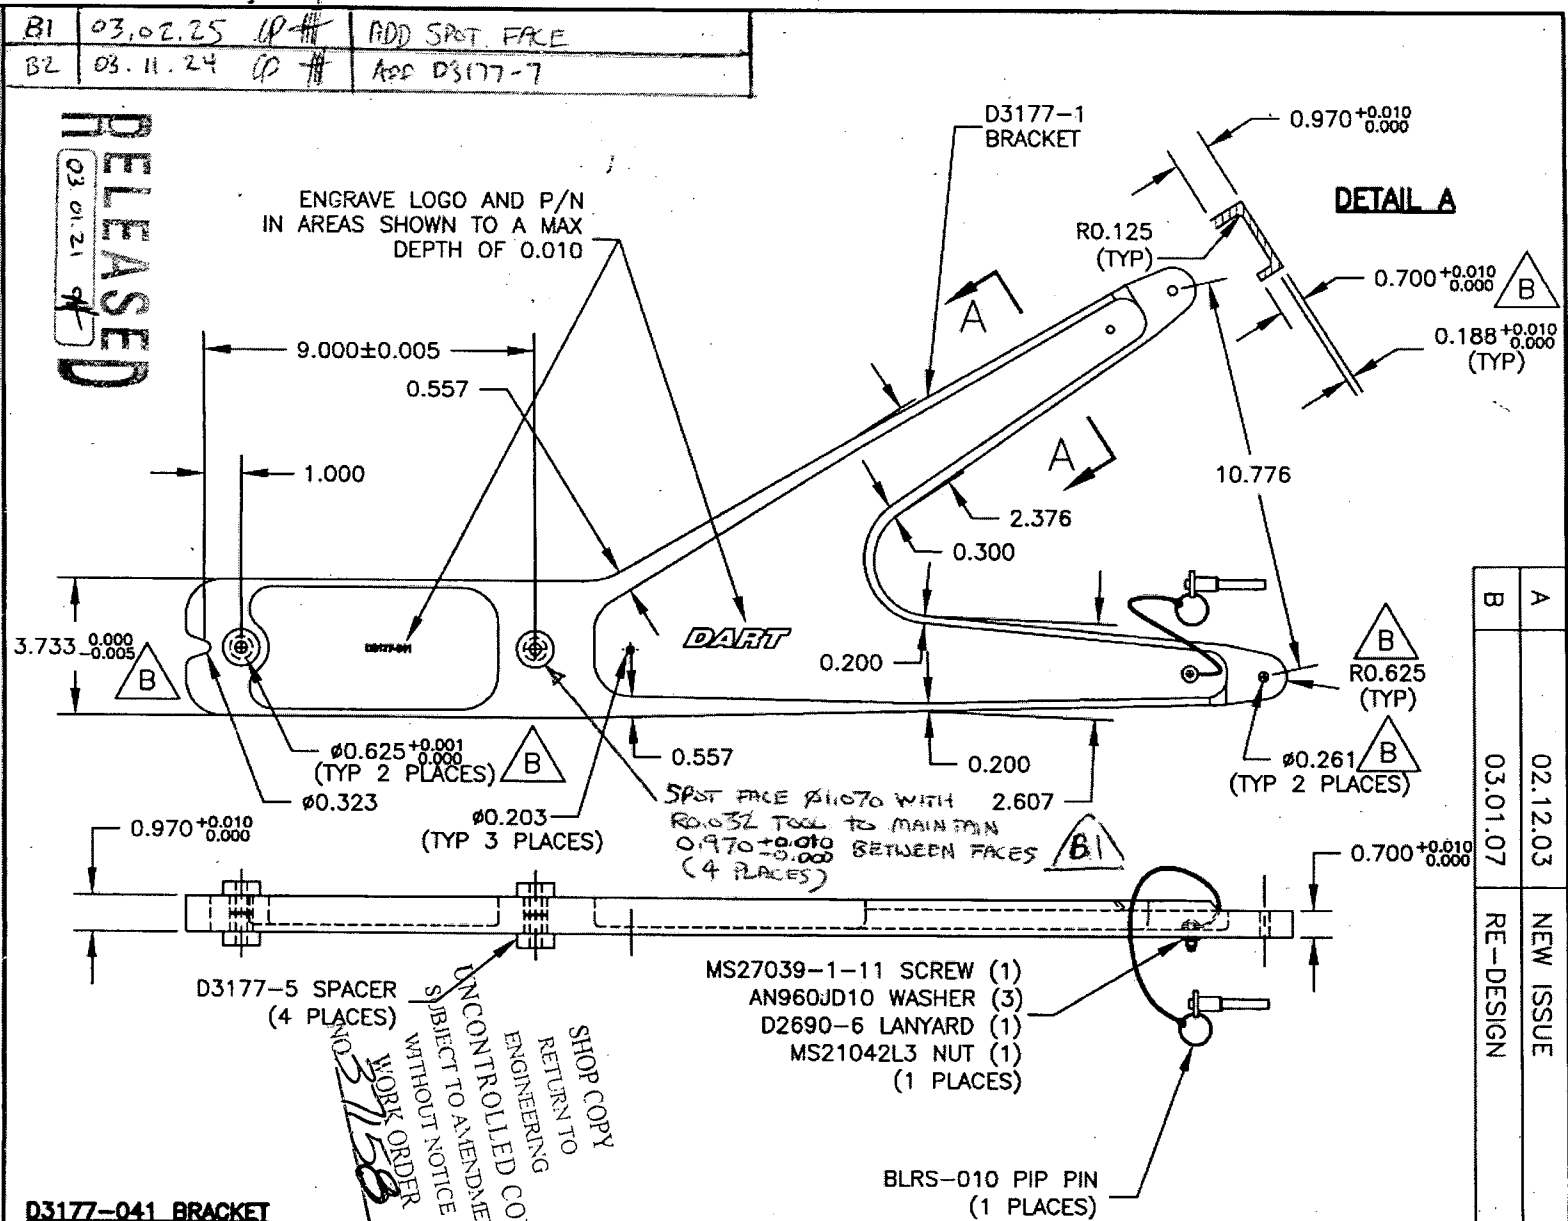 B1 03.02.25 ADD SPOT FACE
B2 03.11.24 ADD D3177-7
RELEASED
03.01.21
D3177-1
BRACKET
0.970 +0.010 0.000
DETAIL A
ENGRAVE LOGO AND P/N
IN AREAS SHOWN TO A MAX
DEPTH OF 0.010
R0.125
(TYP)
0.700 +0.010 0.000
B
0.188 +0.010 0.000
(TYP)
A
9.000±0.005
0.557
A
10.776
1.000
2.376
0.300
3.733 0.000 -0.005
B
D3177-041
DART
0.200
B
R0.625
(TYP)
ø0.625 +0.001 0.000
(TYP 2 PLACES)
B
ø0.323
0.557
0.200
ø0.261
(TYP 2 PLACES)
B
2.607
ø0.203
(TYP 3 PLACES)
SPOT FACE ø1.070 WITH
R0.032 TOOL TO MAINTAIN
0.970 +0.010 -0.000 BETWEEN FACES
(4 PLACES)
B1
0.970 +0.010 0.000
0.700 +0.010 0.000
D3177-5 SPACER
(4 PLACES)
MS27039-1-11 SCREW (1)
AN960JD10 WASHER (3)
D2690-6 LANYARD (1)
MS21042L3 NUT (1)
(1 PLACES)
BLRS-010 PIP PIN
(1 PLACES)
SHOP COPY
RETURN TO
ENGINEERING
UNCONTROLLED CO
SUBJECT TO AMENDME
WITHOUT NOTICE
WORK ORDER
NO. 37158
D3177-041 BRACKET
A 02.12.03 NEW ISSUE
B 03.01.07 RE-DESIGN